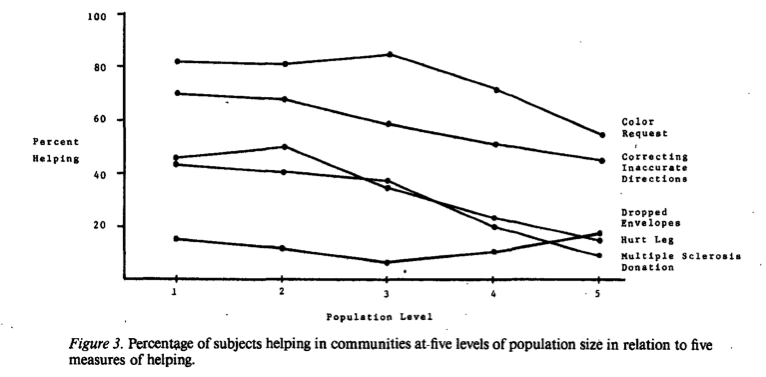 100
80
60
40
20
Percent
Helping
Color
Request
Correcting
Inaccurate
Directions
Dropped
Envelopes
Hurt Leg
Multiple Sclerosis
Donation
1 2 3 4 5
Population Level
Figure 3. Percentage of subjects helping in communities at five levels of population size in relation to five
measures of helping.